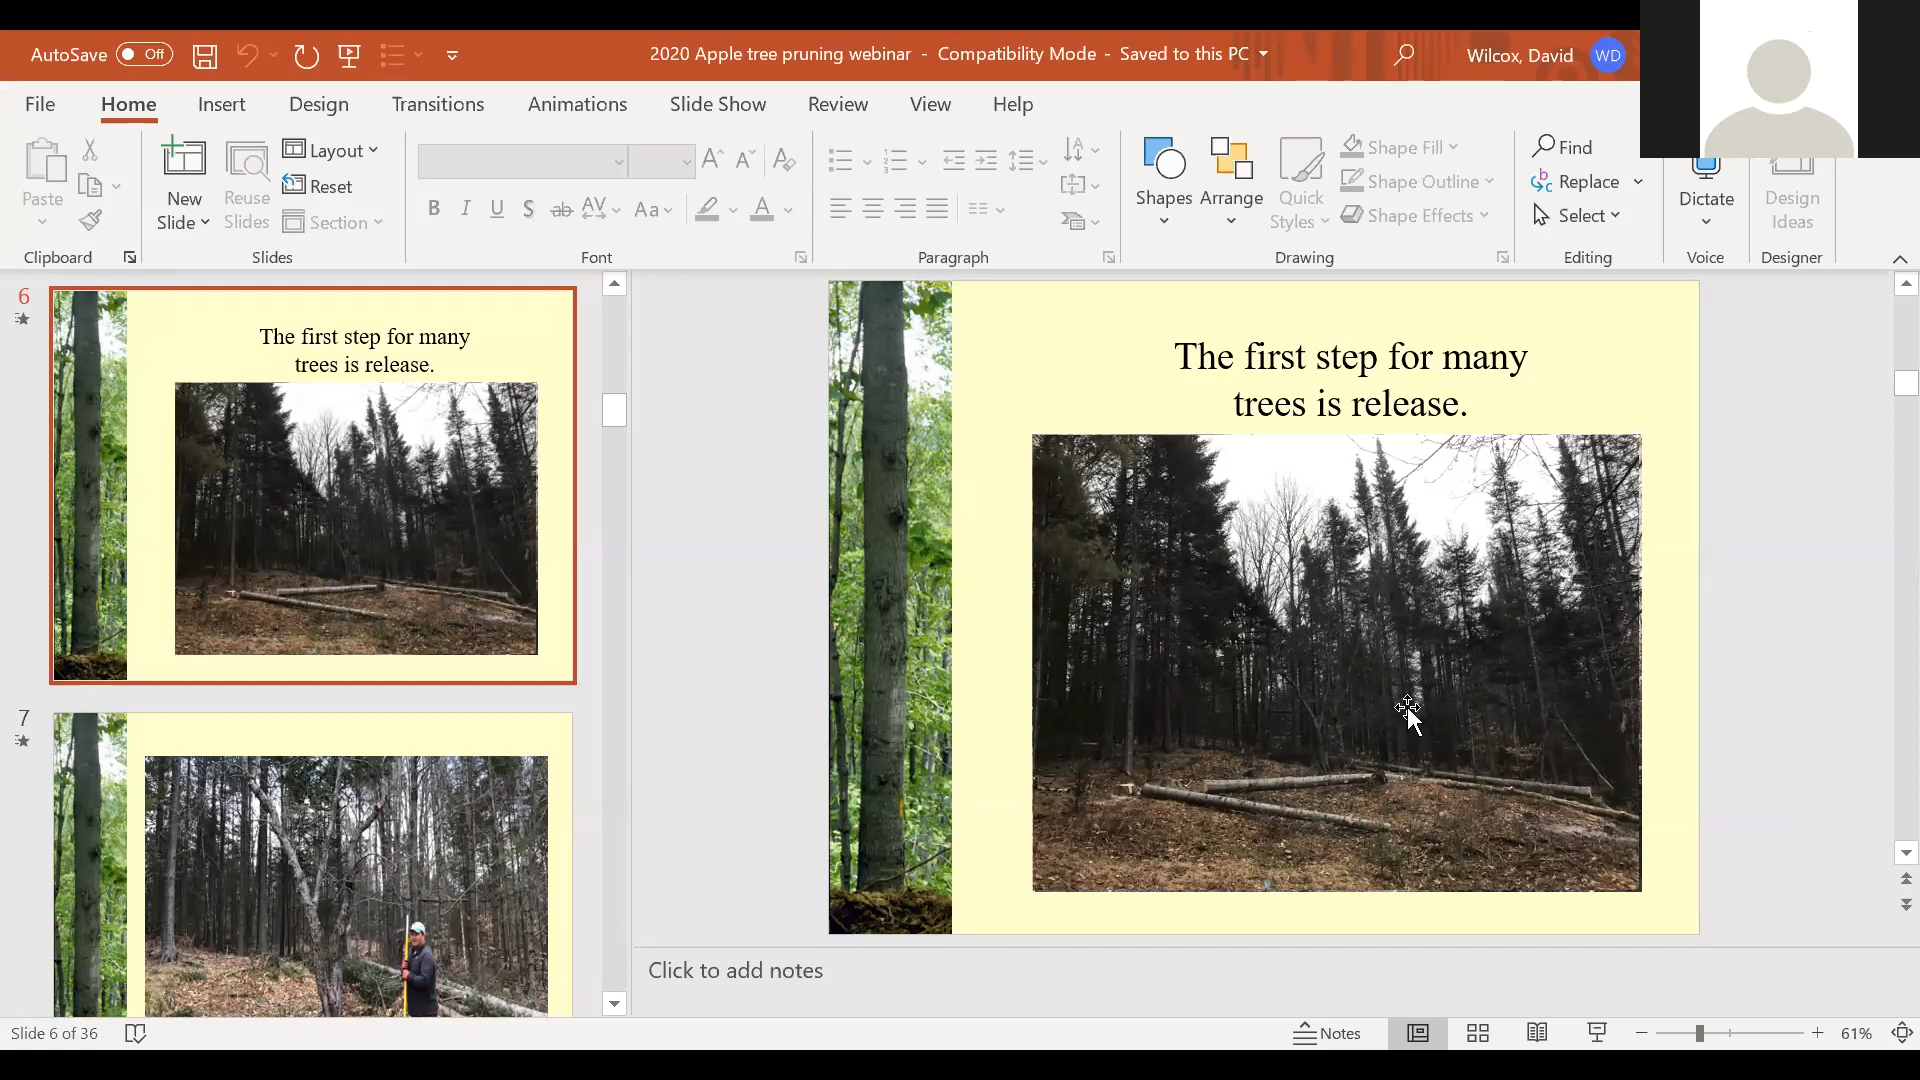 AutoSave Off
2020 Apple tree pruning webinar - Compatibility Mode - Saved to this PC
Wilcox, David WD
File Home Insert Design Transitions Animations Slide Show Review View Help
Paste
Clipboard
New
Slide
Reuse
Slides
Layout
Reset
Section
Slides
B I U S ab AV Aa A
Font
Paragraph
Shapes
Arrange
Quick
Styles
Shape Fill
Shape Outline
Shape Effects
Drawing
Find
Replace
Select
Editing
Dictate
Voice
Design
Ideas
Designer
6
The first step for many
trees is release.
7
The first step for many
trees is release.
Click to add notes
Slide 6 of 36
Notes
61%